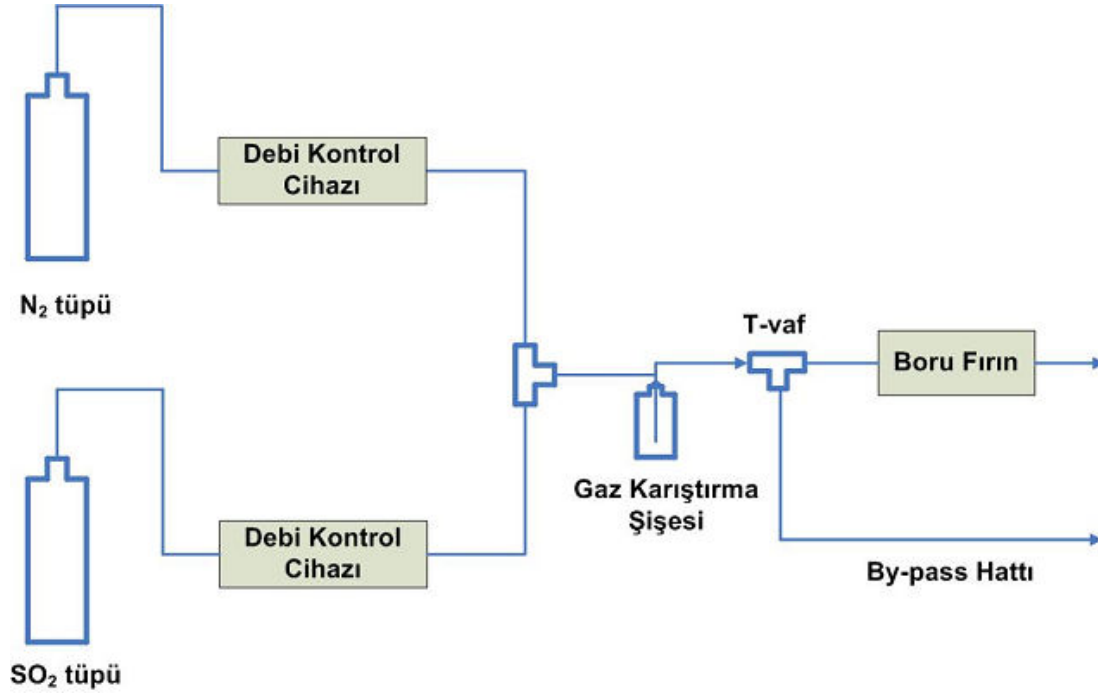 Debi Kontrol
Cihazı
N₂ tüpü
T-vaf
Boru Fırın
Gaz Karıştırma
Şişesi
Debi Kontrol
Cihazı
By-pass Hattı
SO₂ tüpü